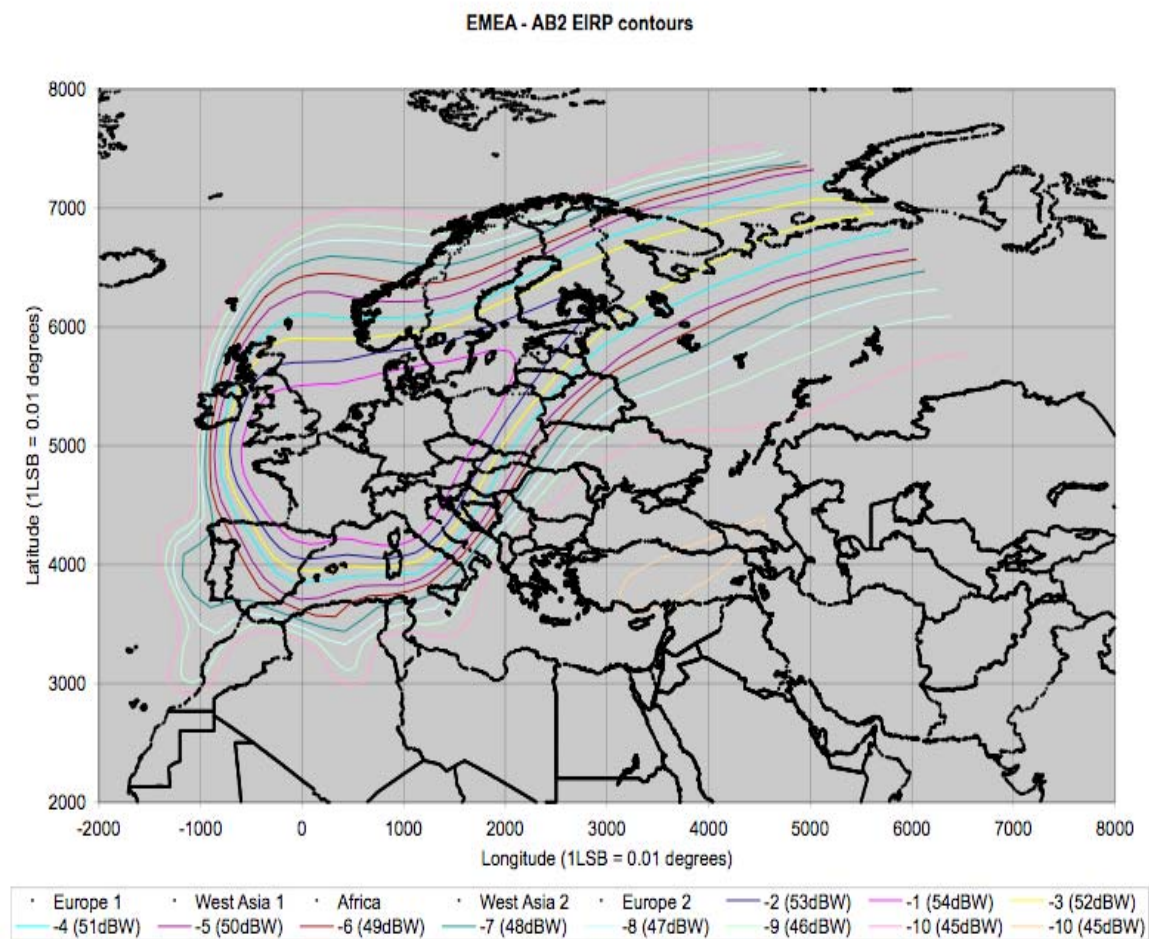 EMEA - AB2 EIRP contours
8000
7000
6000
5000
4000
3000
2000
Latitude (1LSB = 0.01 degrees)
-2000 -1000 0 1000 2000 3000 4000 5000 6000 7000 8000
Longitude (1LSB = 0.01 degrees)
Europe 1 West Asia 1 Africa West Asia 2 Europe 2 -2 (53dBW) -1 (54dBW) -3 (52dBW)
-4 (51dBW) -5 (50dBW) -6 (49dBW) -7 (48dBW) -8 (47dBW) -9 (46dBW) -10 (45dBW) -10 (45dBW)